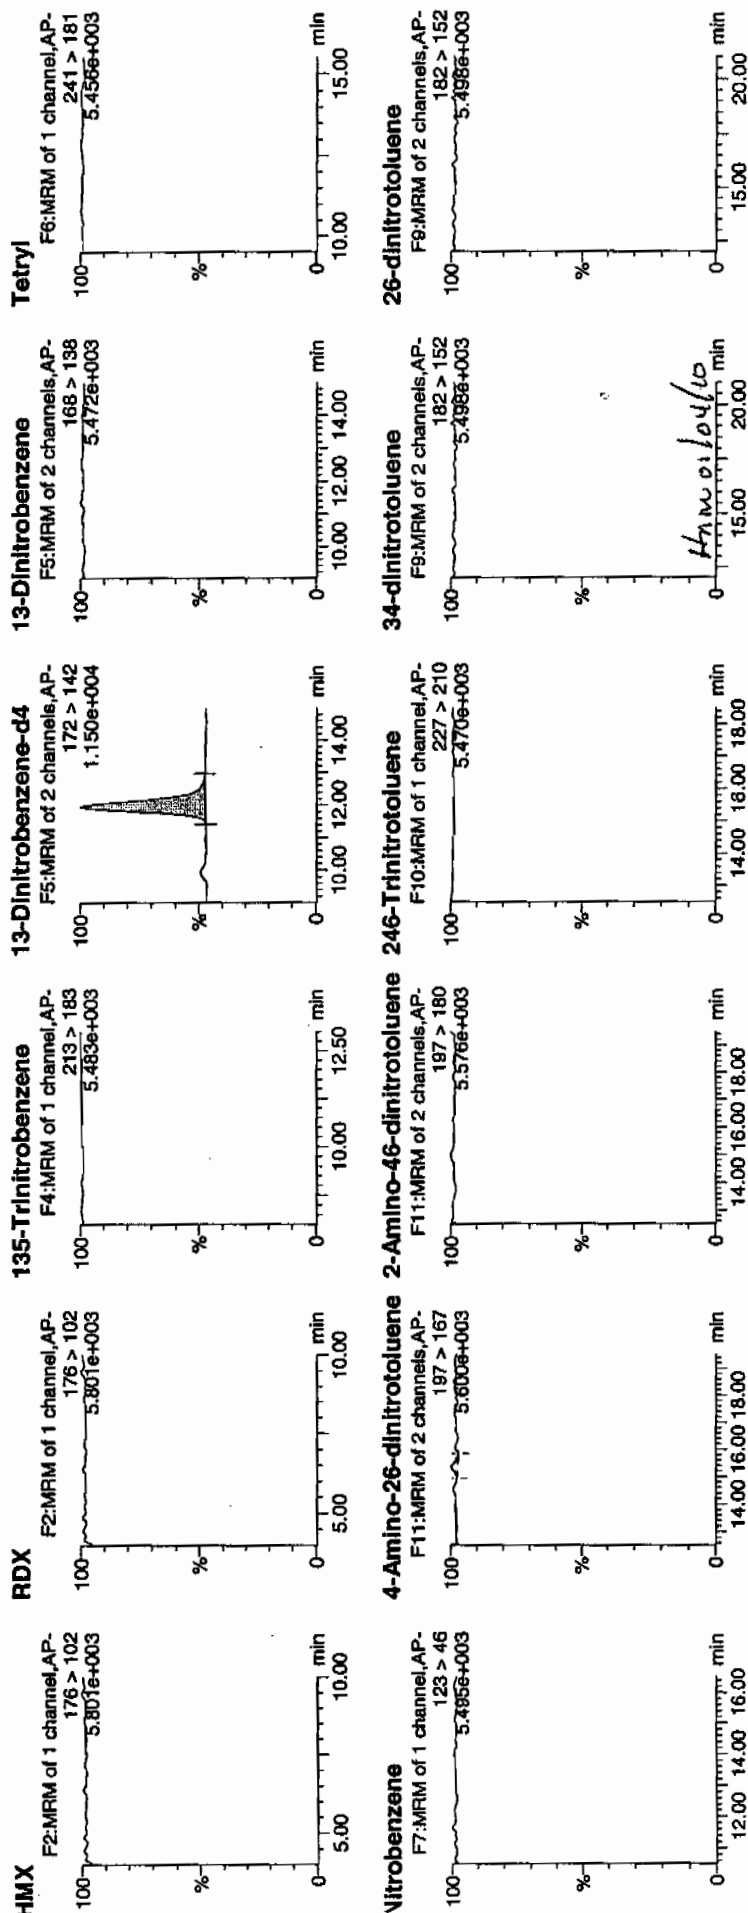 HMX
F2:MRM of 1 channel,AP-
176 > 102
5.801e+003
100
%
0
5.00 10.00 min
RDX
F2:MRM of 1 channel,AP-
176 > 102
5.801e+003
100
%
0
5.00 10.00 min
135-Trinitrobenzene
F4:MRM of 1 channel,AP-
213 > 183
5.483e+003
100
%
0
10.00 12.50 min
13-Dinitrobenzene-d4
F5:MRM of 2 channels,AP-
172 > 142
1.150e+004
100
%
0
10.00 12.00 14.00 min
13-Dinitrobenzene
F5:MRM of 2 channels,AP-
168 > 138
5.472e+003
100
%
0
10.00 12.00 14.00 min
Tetryl
F6:MRM of 1 channel,AP-
241 > 181
5.456e+003
100
%
0
10.00 15.00 min
Nitrobenzene
F7:MRM of 1 channel,AP-
123 > 46
5.495e+003
100
%
0
12.00 14.00 16.00 min
4-Amino-26-dinitrotoluene
F11:MRM of 2 channels,AP-
197 > 167
5.600e+003
100
%
0
14.00 16.00 18.00 min
2-Amino-46-dinitrotoluene
F11:MRM of 2 channels,AP-
197 > 180
5.576e+003
100
%
0
14.00 16.00 18.00 min
246-Trinitrotoluene
F10:MRM of 1 channel,AP-
227 > 210
5.470e+003
100
%
0
14.00 16.00 18.00 min
34-dinitrotoluene
F9:MRM of 2 channels,AP-
182 > 152
5.498e+003
100
%
0
15.00 20.00 min
26-dinitrotoluene
F9:MRM of 2 channels,AP-
182 > 152
5.498e+003
100
%
0
15.00 20.00 min
01/04/10